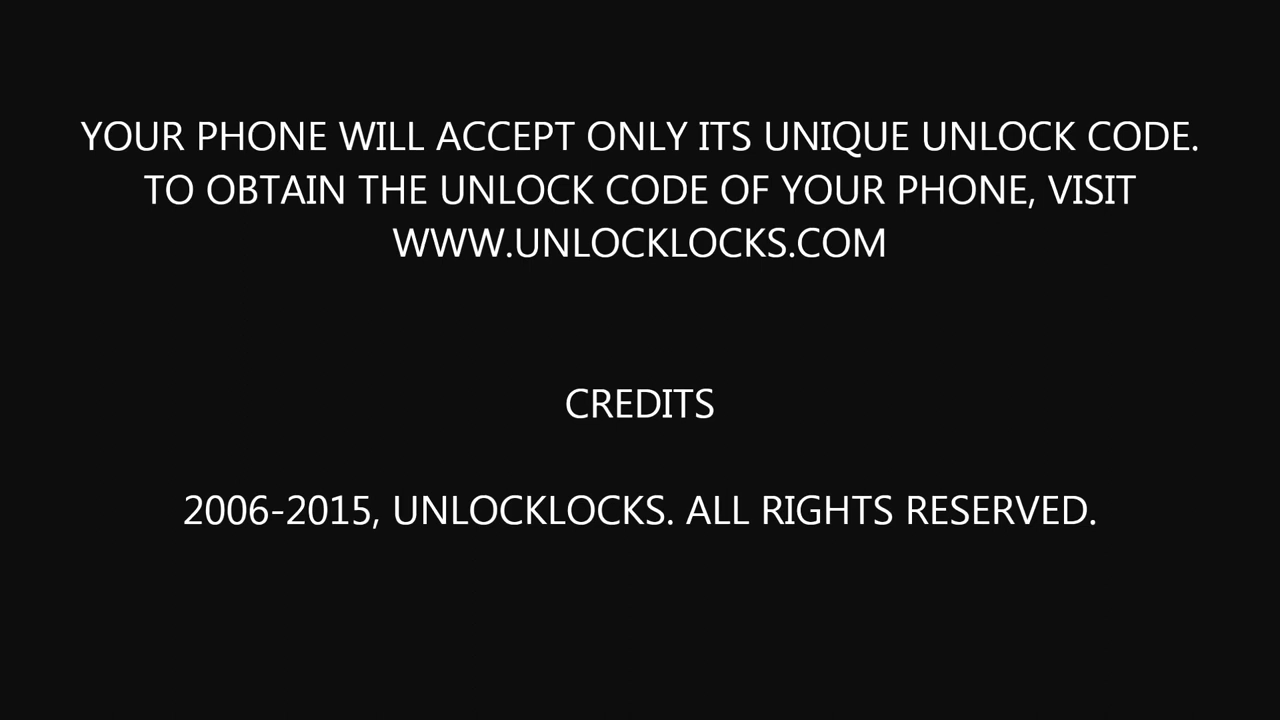 YOUR PHONE WILL ACCEPT ONLY ITS UNIQUE UNLOCK CODE.
TO OBTAIN THE UNLOCK CODE OF YOUR PHONE, VISIT
WWW.UNLOCKLOCKS.COM
CREDITS
2006-2015, UNLOCKLOCKS. ALL RIGHTS RESERVED.